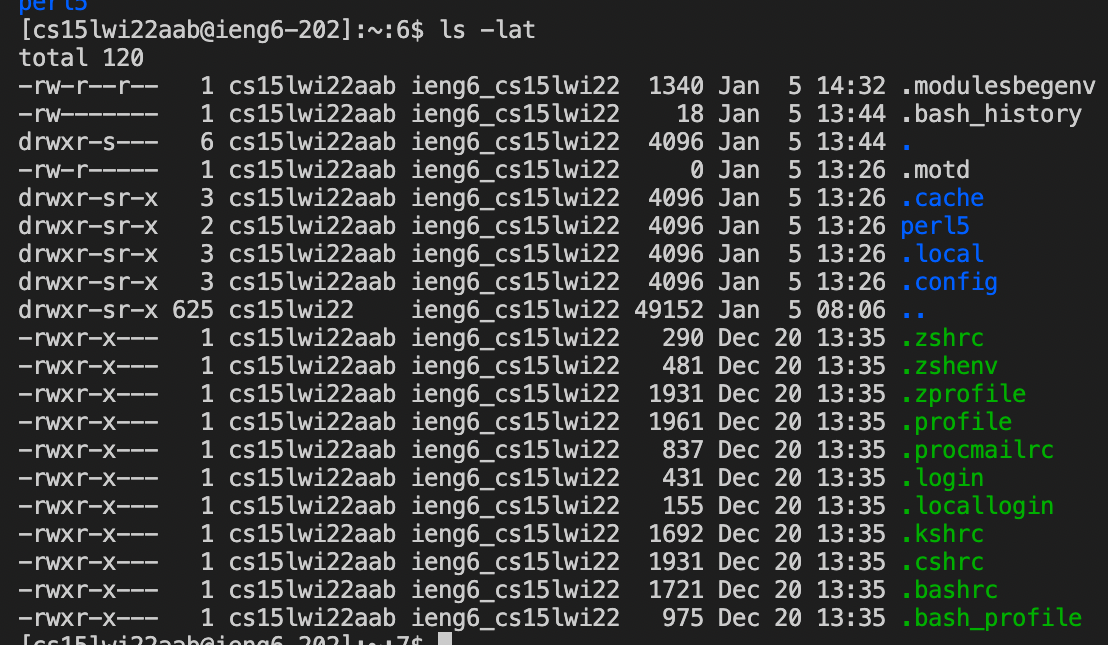 perl5
[cs15lwi22aab@ieng6-202]:~:6$ ls -lat
total 120
-rw-r--r--   1 cs15lwi22aab ieng6_cs15lwi22  1340 Jan  5 14:32 .modulesbegenv
-rw-------   1 cs15lwi22aab ieng6_cs15lwi22    18 Jan  5 13:44 .bash_history
drwxr-s---   6 cs15lwi22aab ieng6_cs15lwi22  4096 Jan  5 13:44 .
-rw-r-----   1 cs15lwi22aab ieng6_cs15lwi22     0 Jan  5 13:26 .motd
drwxr-sr-x   3 cs15lwi22aab ieng6_cs15lwi22  4096 Jan  5 13:26 .cache
drwxr-sr-x   2 cs15lwi22aab ieng6_cs15lwi22  4096 Jan  5 13:26 perl5
drwxr-sr-x   3 cs15lwi22aab ieng6_cs15lwi22  4096 Jan  5 13:26 .local
drwxr-sr-x   3 cs15lwi22aab ieng6_cs15lwi22  4096 Jan  5 13:26 .config
drwxr-sr-x 625 cs15lwi22    ieng6_cs15lwi22 49152 Jan  5 08:06 ..
-rwxr-x---   1 cs15lwi22aab ieng6_cs15lwi22   290 Dec 20 13:35 .zshrc
-rwxr-x---   1 cs15lwi22aab ieng6_cs15lwi22   481 Dec 20 13:35 .zshenv
-rwxr-x---   1 cs15lwi22aab ieng6_cs15lwi22  1931 Dec 20 13:35 .zprofile
-rwxr-x---   1 cs15lwi22aab ieng6_cs15lwi22  1961 Dec 20 13:35 .profile
-rwxr-x---   1 cs15lwi22aab ieng6_cs15lwi22   837 Dec 20 13:35 .procmailrc
-rwxr-x---   1 cs15lwi22aab ieng6_cs15lwi22   431 Dec 20 13:35 .login
-rwxr-x---   1 cs15lwi22aab ieng6_cs15lwi22   155 Dec 20 13:35 .locallogin
-rwxr-x---   1 cs15lwi22aab ieng6_cs15lwi22  1692 Dec 20 13:35 .kshrc
-rwxr-x---   1 cs15lwi22aab ieng6_cs15lwi22  1931 Dec 20 13:35 .cshrc
-rwxr-x---   1 cs15lwi22aab ieng6_cs15lwi22  1721 Dec 20 13:35 .bashrc
-rwxr-x---   1 cs15lwi22aab ieng6_cs15lwi22   975 Dec 20 13:35 .bash_profile
[cs15lwi22aab@ieng6-202]:~:7$